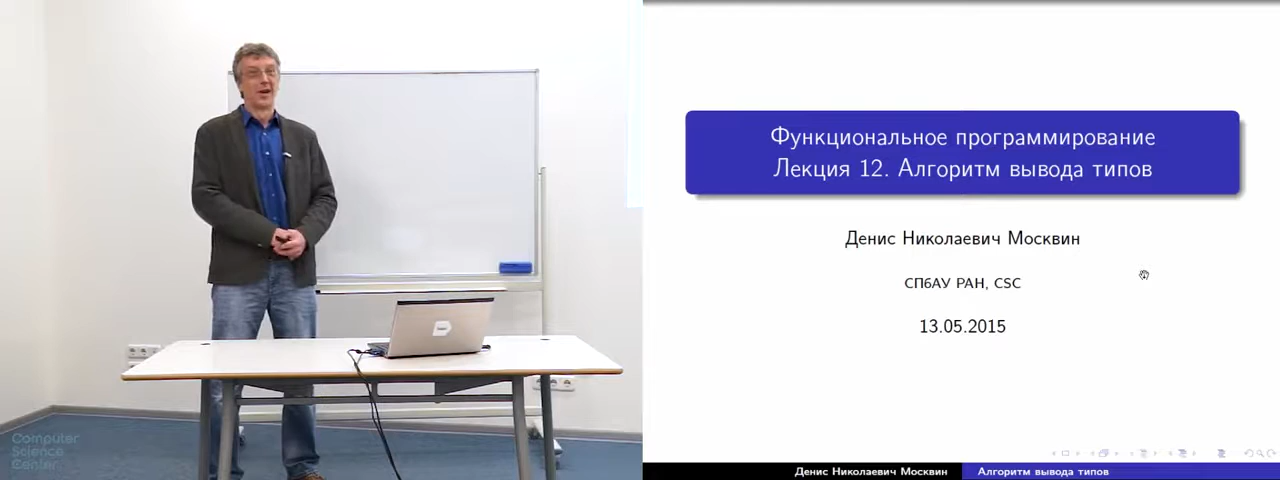 Функциональное программирование
Лекция 12. Алгоритм вывода типов
Денис Николаевич Москвин
СПбАУ РАН, CSC
13.05.2015
Денис Николаевич Москвин
Алгоритм вывода типов
Computer
Science
Center